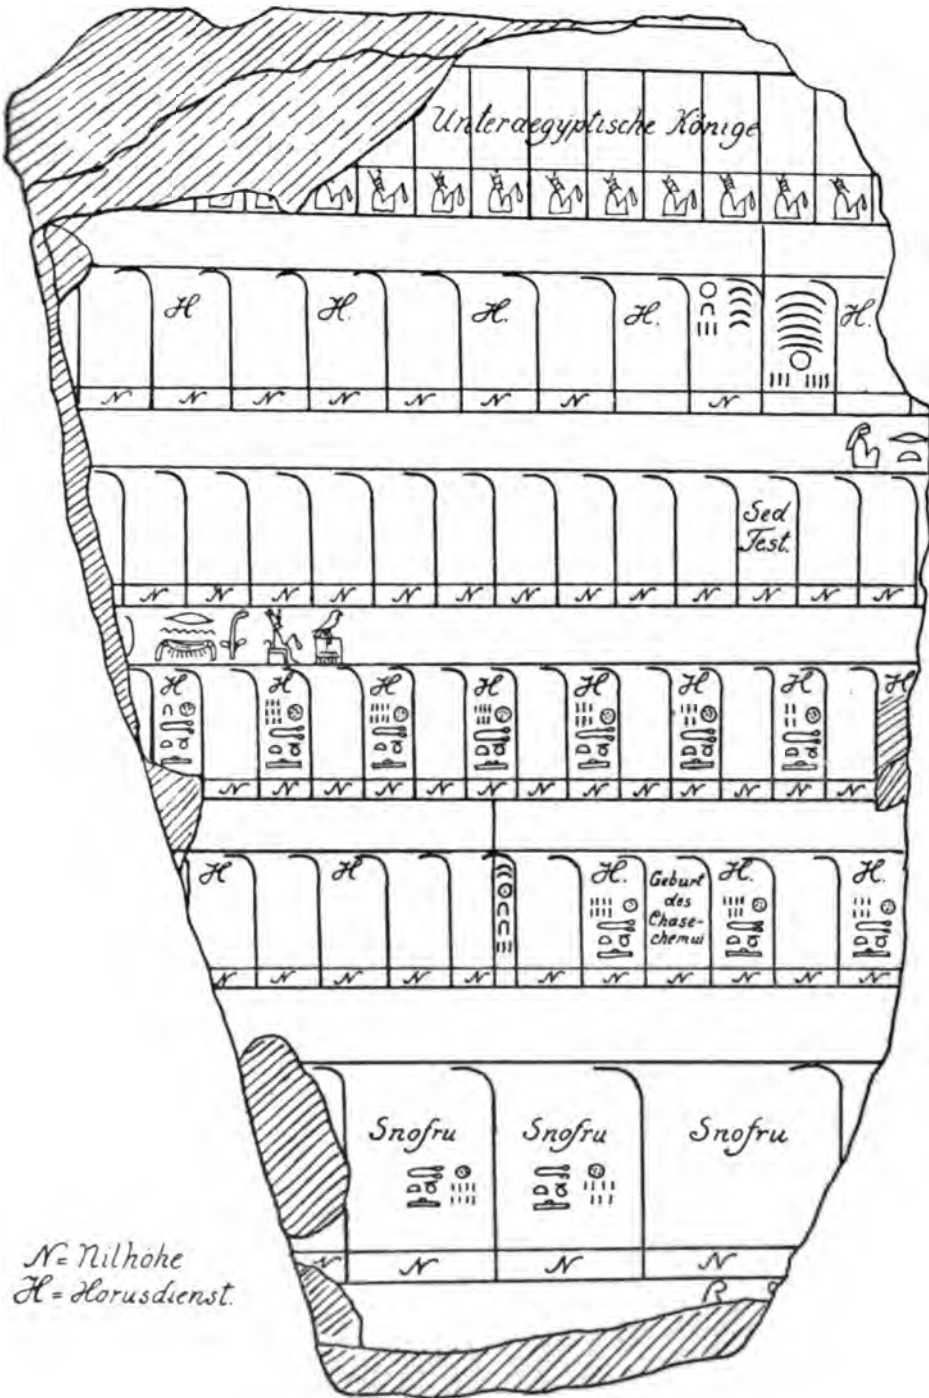 Unteraegyptische Könige
H H. H. H. H.
N N N N N N N N
Sed
Fest.
N N N N N N N N N N N N N N
H H H H H H H H
N N N N N N N N N N N N N
H H H. H. H.
Geburt
des
Chase-
chemui
N N N N N N N N N N N
Snofru Snofru Snofru
N N N N
N = Nilhöhe
H = Horusdienst.